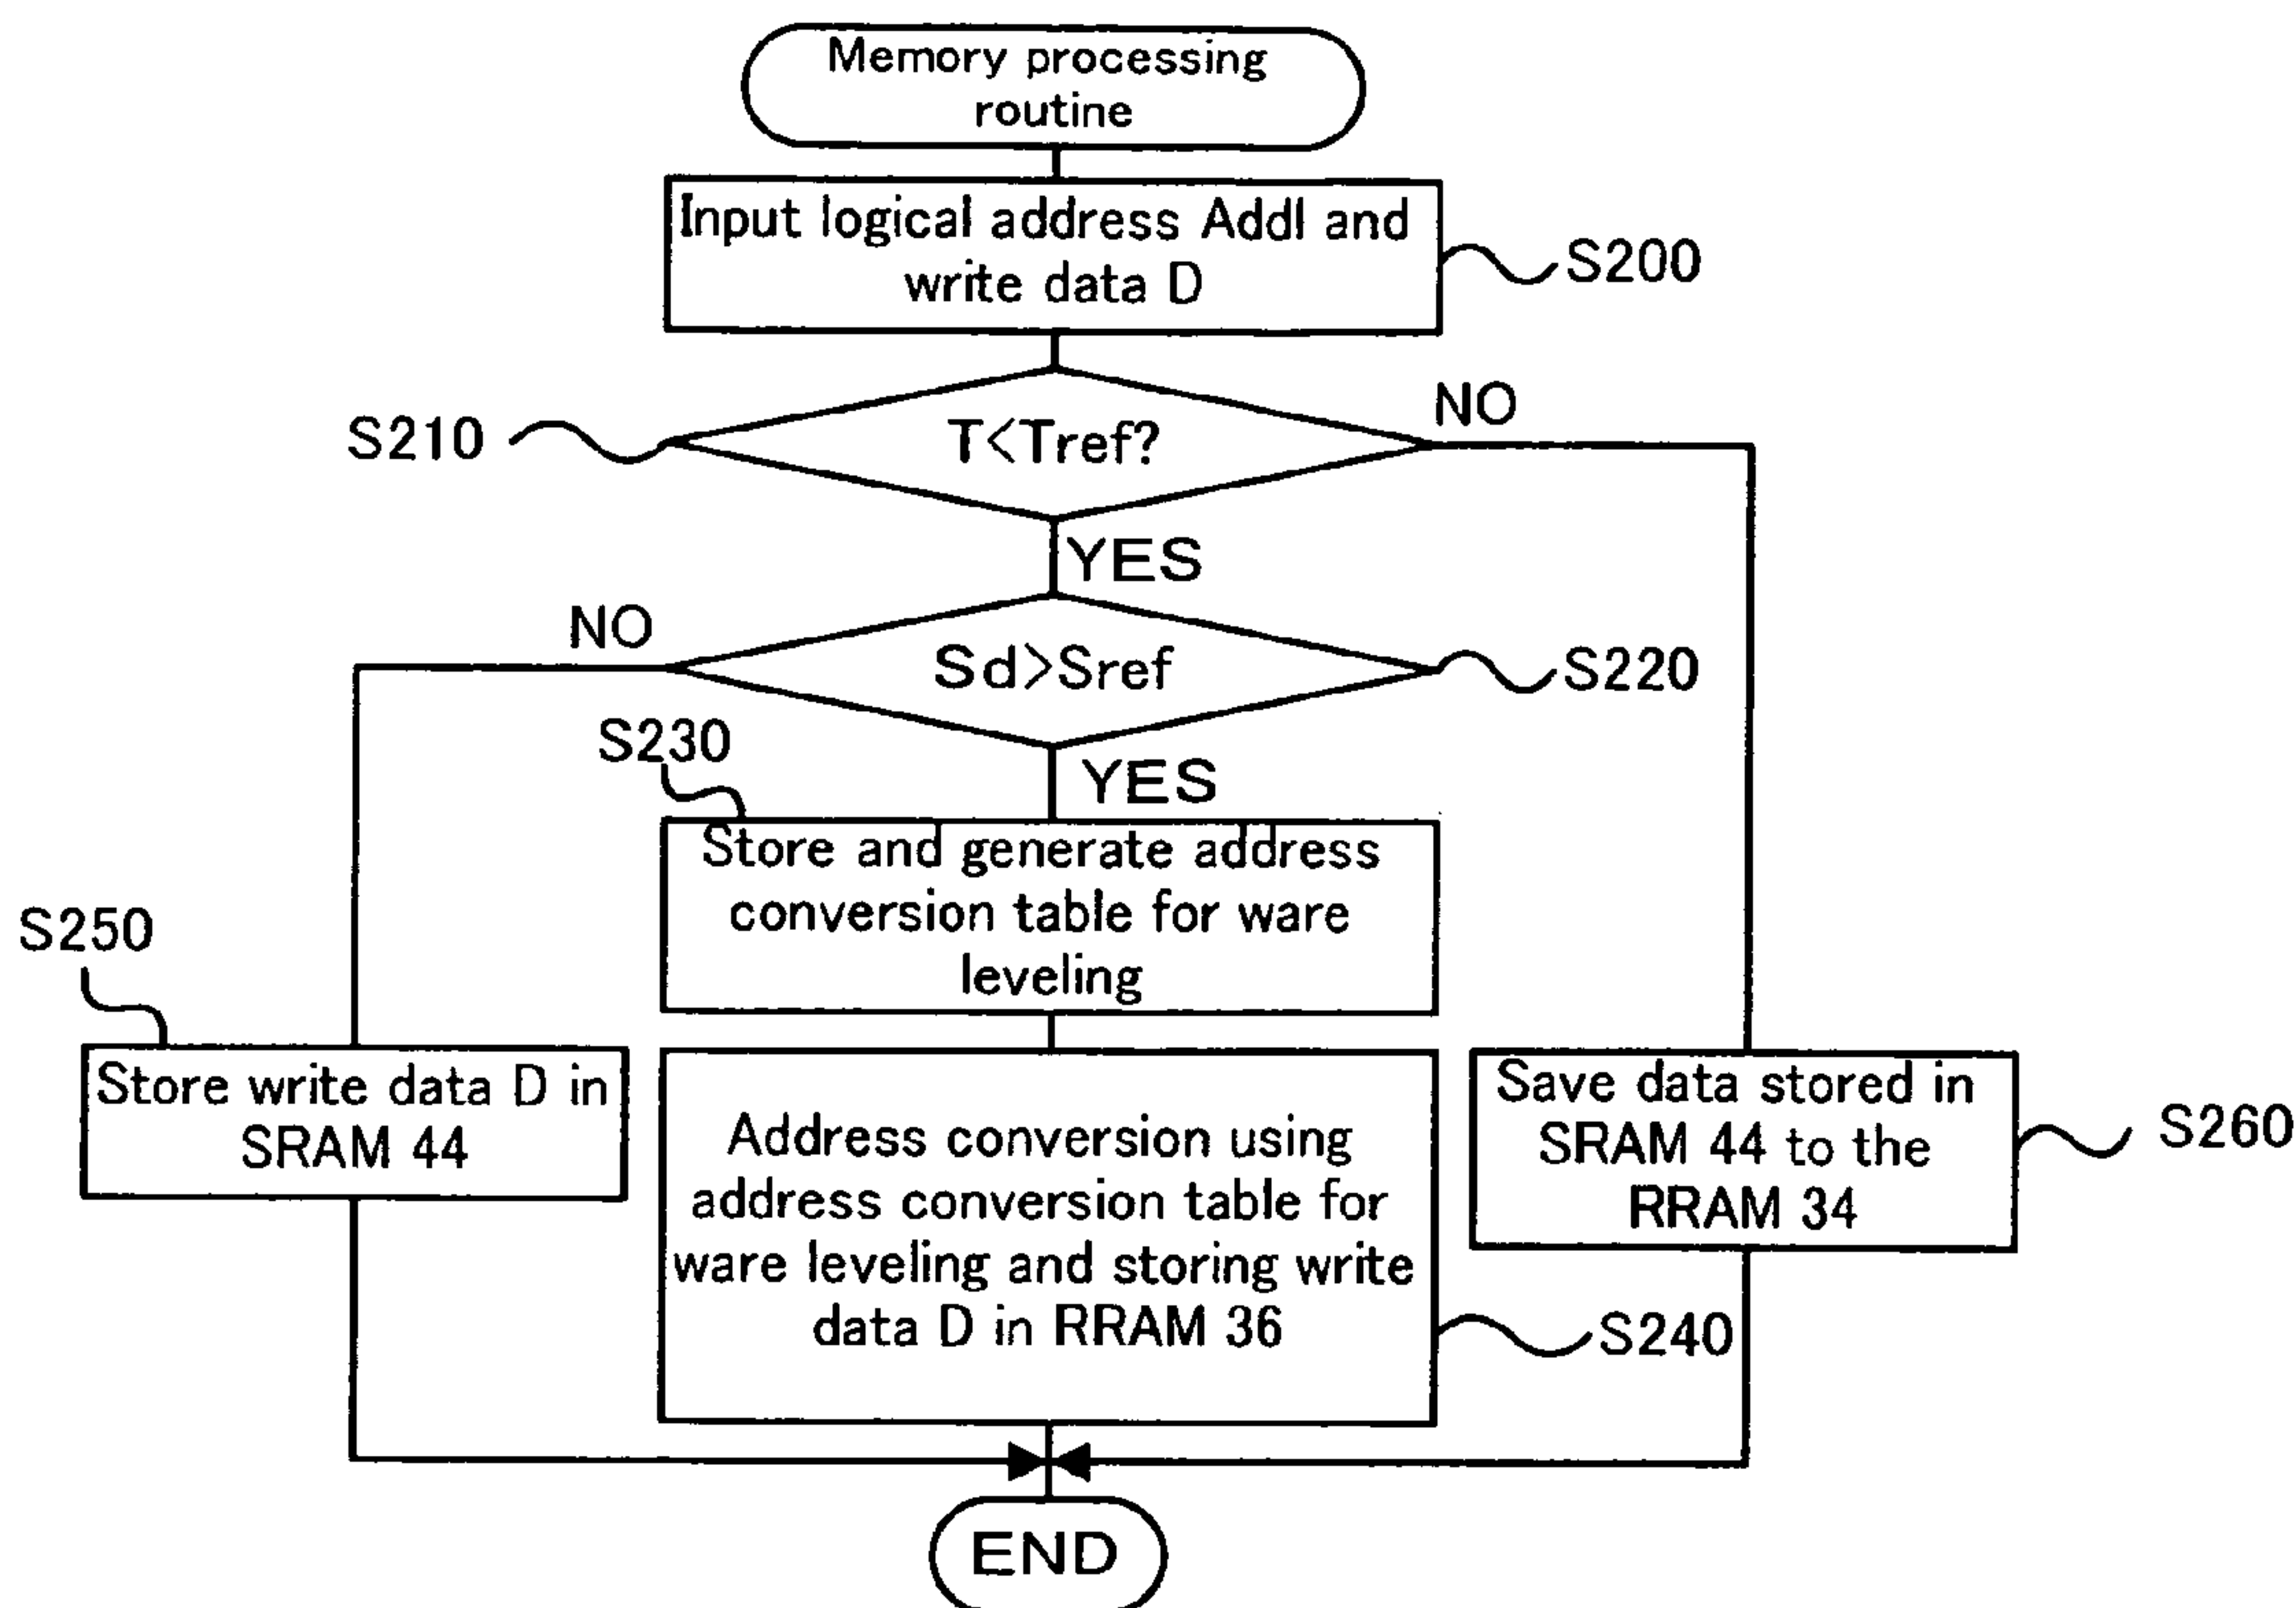 Memory processing
routine
Input logical address Addl and
write data D
S200
S210
T<Tref?
NO
YES
NO
Sd>Sref
S220
S230
YES
Store and generate address
conversion table for ware
leveling
S250
Store write data D in
SRAM 44
Address conversion using
address conversion table for
ware leveling and storing write
data D in RRAM 36
S240
Save data stored in
SRAM 44 to the
RRAM 34
S260
END